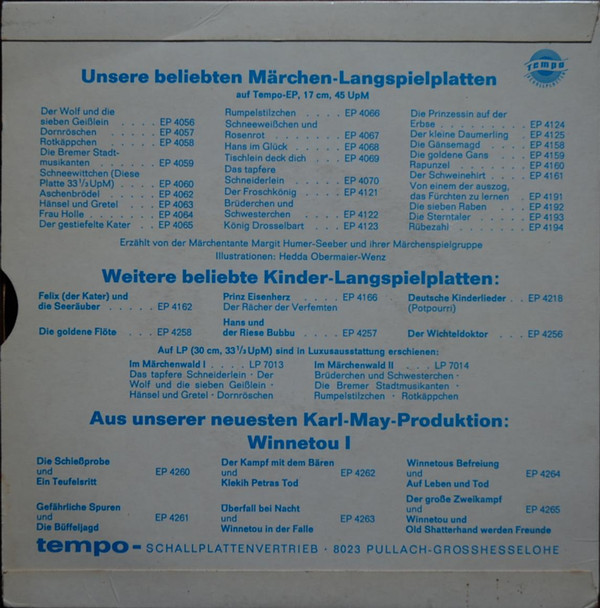 tempo
SCHALLPLATTEN
Unsere beliebten Märchen-Langspielplatten
auf Tempo-EP, 17 cm, 45 UpM
Der Wolf und die
sieben Geißlein . . . . EP 4056
Dornröschen . . . . . EP 4057
Rotkäppchen . . . . . EP 4058
Die Bremer Stadt-
musikanten . . . . . . EP 4059
Schneewittchen (Diese
Platte 33 1/3 UpM) . . . . EP 4060
Aschenbrödel . . . . . EP 4062
Hänsel und Gretel . . . EP 4063
Frau Holle . . . . . . EP 4064
Der gestiefelte Kater . . EP 4065
Rumpelstilzchen . . . . EP 4066
Schneeweißchen und
Rosenrot . . . . . . . EP 4067
Hans im Glück . . . . . EP 4068
Tischlein deck dich . . . EP 4069
Das tapfere
Schneiderlein . . . . . EP 4070
Der Froschkönig . . . . EP 4121
Brüderchen und
Schwesterchen . . . . EP 4122
König Drosselbart . . . EP 4123
Die Prinzessin auf der
Erbse . . . . . . . . . EP 4124
Der kleine Däumerling . EP 4125
Die Gänsemagd . . . . EP 4158
Die goldene Gans . . . . EP 4159
Rapunzel . . . . . . . EP 4160
Der Schweinehirt . . . . EP 4161
Von einem der auszog,
das Fürchten zu lernen . EP 4191
Die sieben Raben . . . . EP 4192
Die Sterntaler . . . . . EP 4193
Rübezahl . . . . . . . EP 4194
Erzählt von der Märchentante Margit Humer-Seeber und ihrer Märchenspielgruppe
Illustrationen: Hedda Obermaier-Wenz
Weitere beliebte Kinder-Langspielplatten:
Felix (der Kater) und
die Seeräuber . . . . . EP 4162
Prinz Eisenherz . . . . EP 4166
Der Rächer der Verfemten
Deutsche Kinderlieder . . EP 4218
(Potpourri)
Die goldene Flöte . . . . EP 4258
Hans und
der Riese Bubbu . . . . EP 4257
Der Wichteldoktor . . . . EP 4256
Auf LP (30 cm, 33 1/3 UpM) sind in Luxusausstattung erschienen:
Im Märchenwald I . . . . LP 7013
Das tapfere Schneiderlein · Der
Wolf und die sieben Geißlein ·
Hänsel und Gretel · Dornröschen
Im Märchenwald II . . . . LP 7014
Brüderchen und Schwesterchen ·
Die Bremer Stadtmusikanten ·
Rumpelstilzchen · Rotkäppchen
Aus unserer neuesten Karl-May-Produktion:
Winnetou I
Die Schießprobe
und EP 4260
Ein Teufelsritt
Der Kampf mit dem Bären
und EP 4262
Klekih Petras Tod
Winnetous Befreiung
und EP 4264
Auf Leben und Tod
Gefährliche Spuren
und EP 4261
Die Büffeljagd
Überfall bei Nacht
und EP 4263
Winnetou in der Falle
Der große Zweikampf
und EP 4265
Winnetou und
Old Shatterhand werden Freunde
tempo-SCHALLPLATTENVERTRIEB · 8023 PULLACH-GROSSHESSELOHE